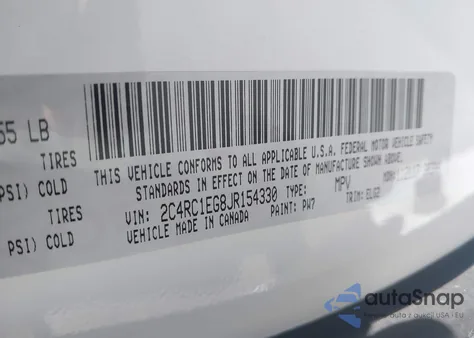 55 LB
TIRES
PSI) COLD
TIRES
PSI) COLD
THIS VEHICLE CONFORMS TO ALL APPLICABLE U.S.A. FEDERAL MOTOR VEHICLE SAFETY
STANDARDS IN EFFECT ON THE DATE OF MANUFACTURE SHOWN ABOVE.
VIN: 2C4RC1EG8JR154330 TYPE: MPV
VEHICLE MADE IN CANADA PAINT: PW7 TRIM: ELG2
autoSnap